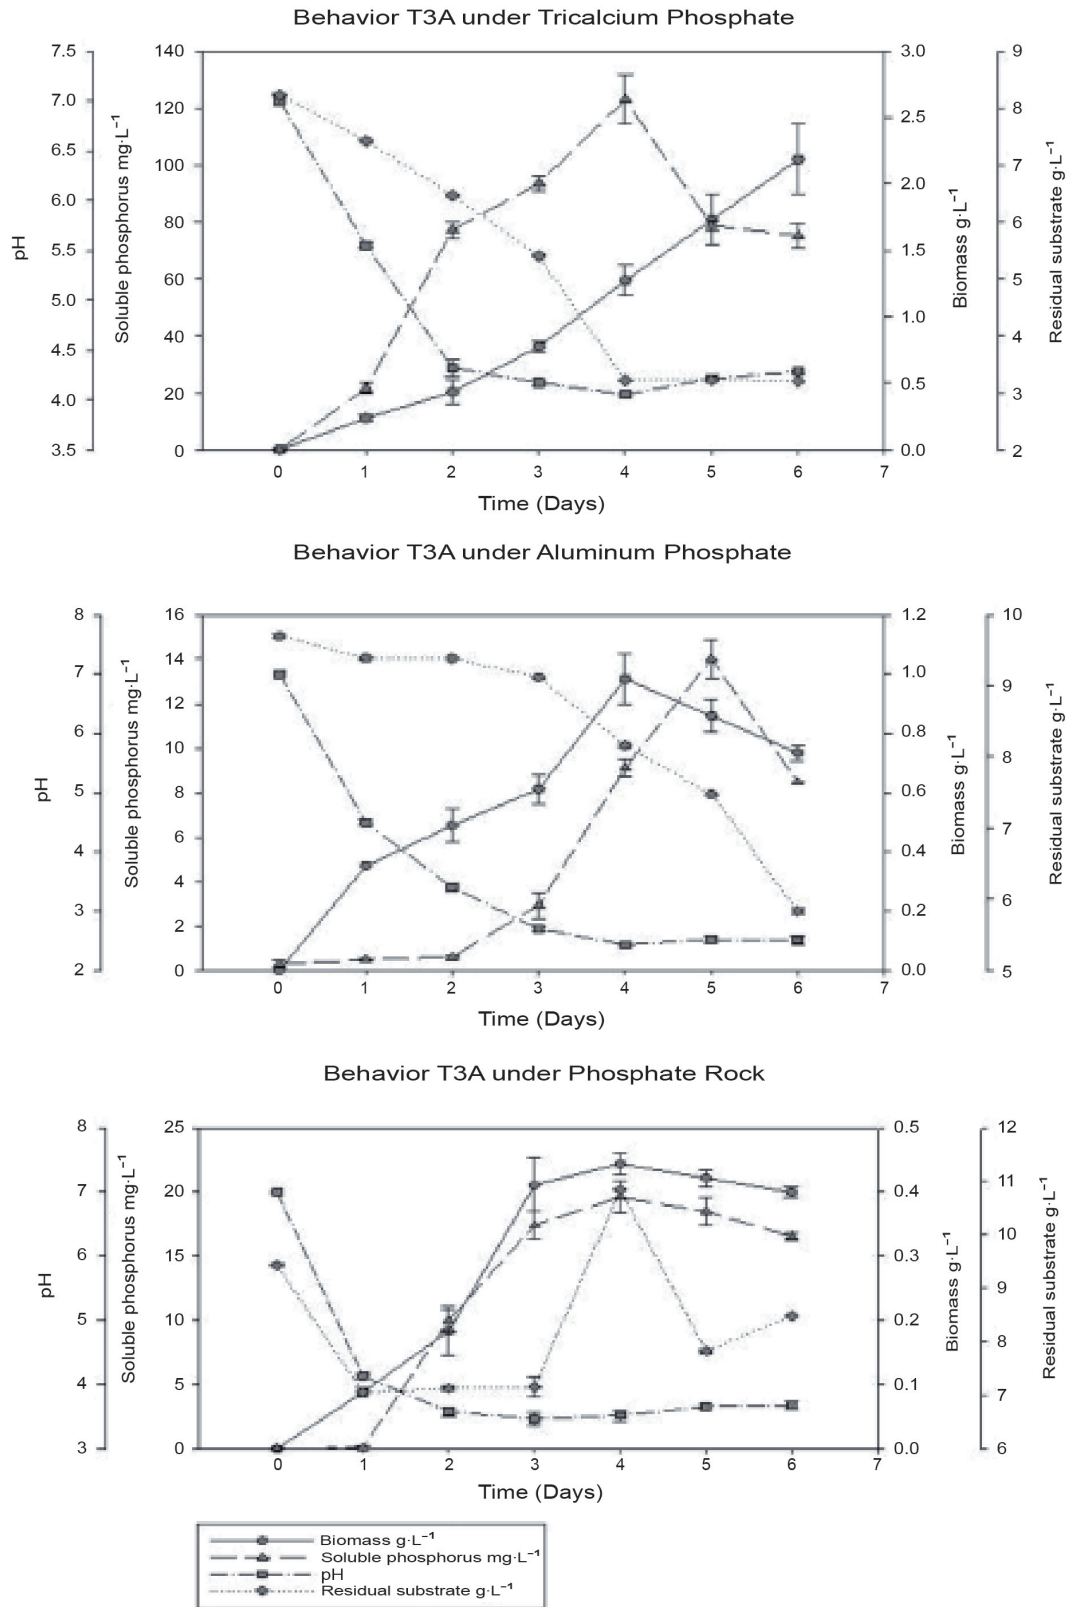 Behavior T3A under Tricalcium Phosphate
7.5 140 3.0 9
7.0 120 2.5 8
6.5 100 2.0 7
6.0 80 1.5 6
5.5 60 1.0 5
5.0 40 0.5 4
4.5 20 0.0 3
4.0 0 2
3.5
pH
Soluble phosphorus mg·L⁻¹
Biomass g·L⁻¹
Residual substrate g·L⁻¹
0 1 2 3 4 5 6 7
Time (Days)
Behavior T3A under Aluminum Phosphate
8 16 1.2 10
7 14 1.0 9
6 12 0.8 8
5 10 0.6 7
4 8 0.4 6
3 6 0.2 5
2 4 0.0
2
0
pH
Soluble phosphorus mg·L⁻¹
Biomass g·L⁻¹
Residual substrate g·L⁻¹
0 1 2 3 4 5 6 7
Time (Days)
Behavior T3A under Phosphate Rock
8 25 0.5 12
7 20 0.4 11
6 15 0.3 10
5 10 0.2 9
4 5 0.1 8
3 0 0.0 7
6
pH
Soluble phosphorus mg·L⁻¹
Biomass g·L⁻¹
Residual substrate g·L⁻¹
0 1 2 3 4 5 6 7
Time (Days)
Biomass g·L⁻¹
Soluble phosphorus mg·L⁻¹
pH
Residual substrate g·L⁻¹